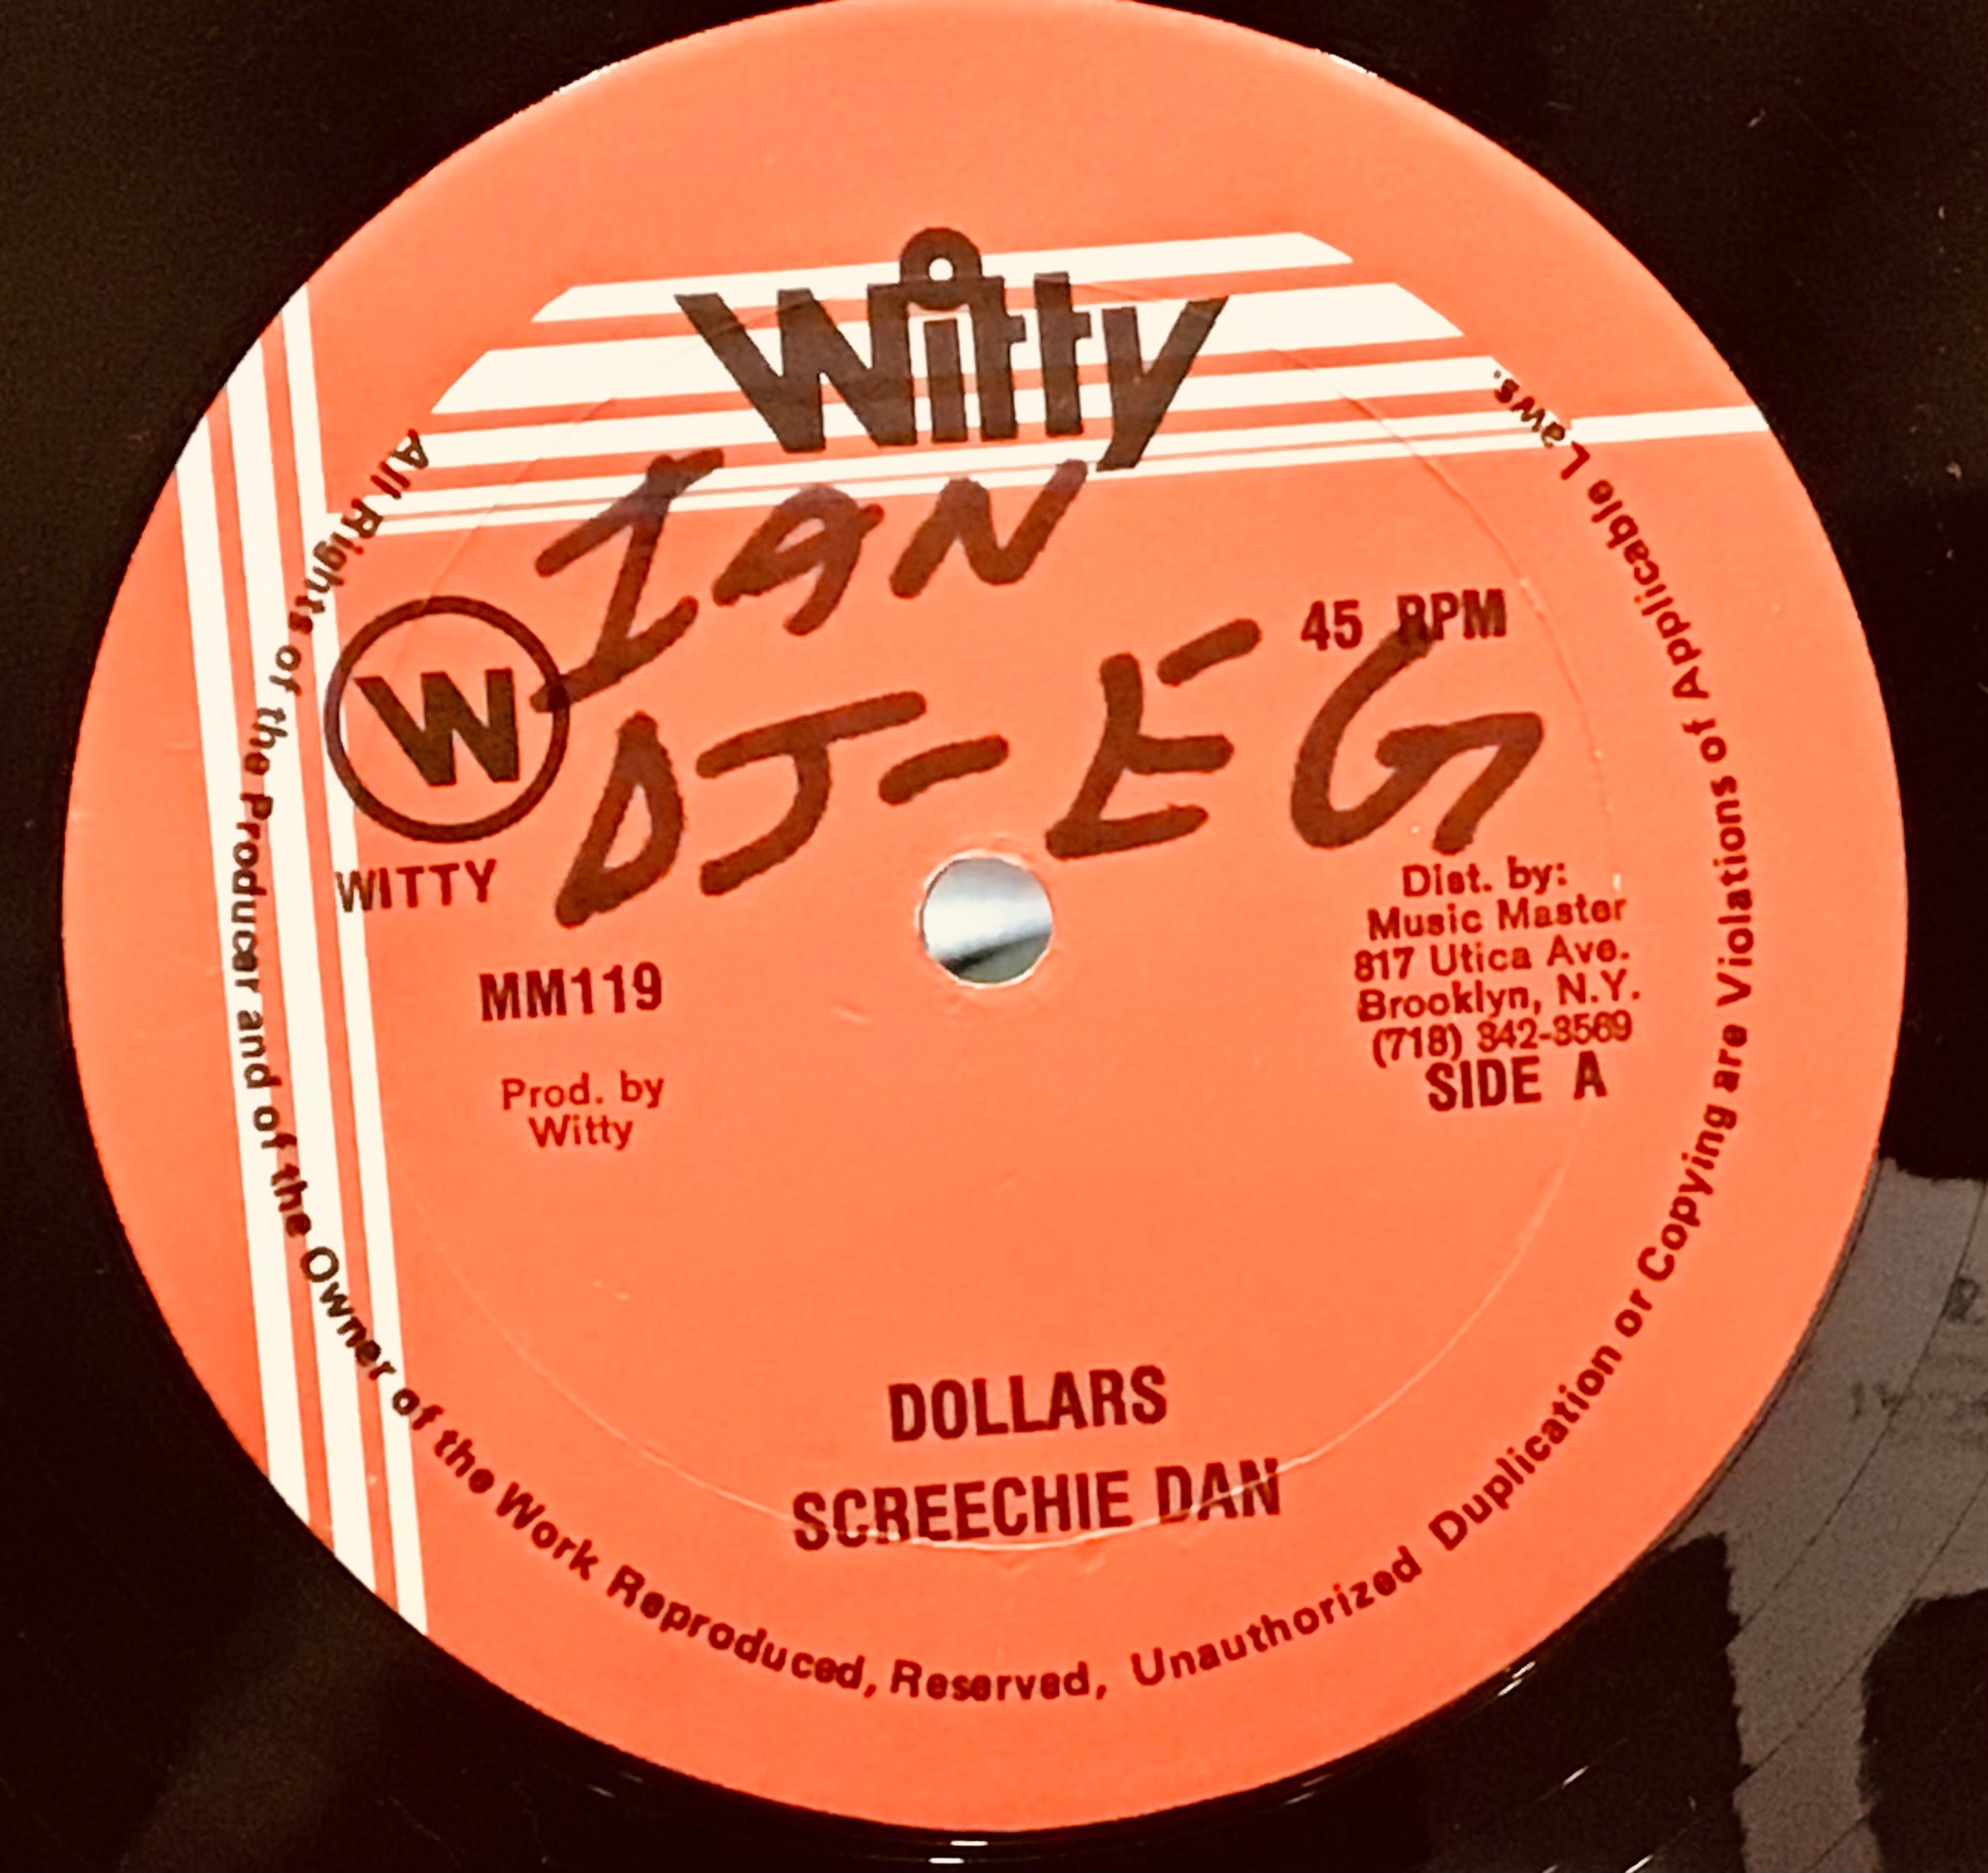 Witty
IAN
DJ-EG
45 RPM
W
WITTY
MM119
Prod. by
Witty
Dist. by:
Music Master
817 Utica Ave.
Brooklyn, N.Y.
(718) 342-3569
SIDE A
DOLLARS
SCREECHIE DAN
All Rights of the Producer and of the Owner of the Work Reproduced, Reserved, Unauthorized Duplication or Copying are Violations of Applicable Laws.